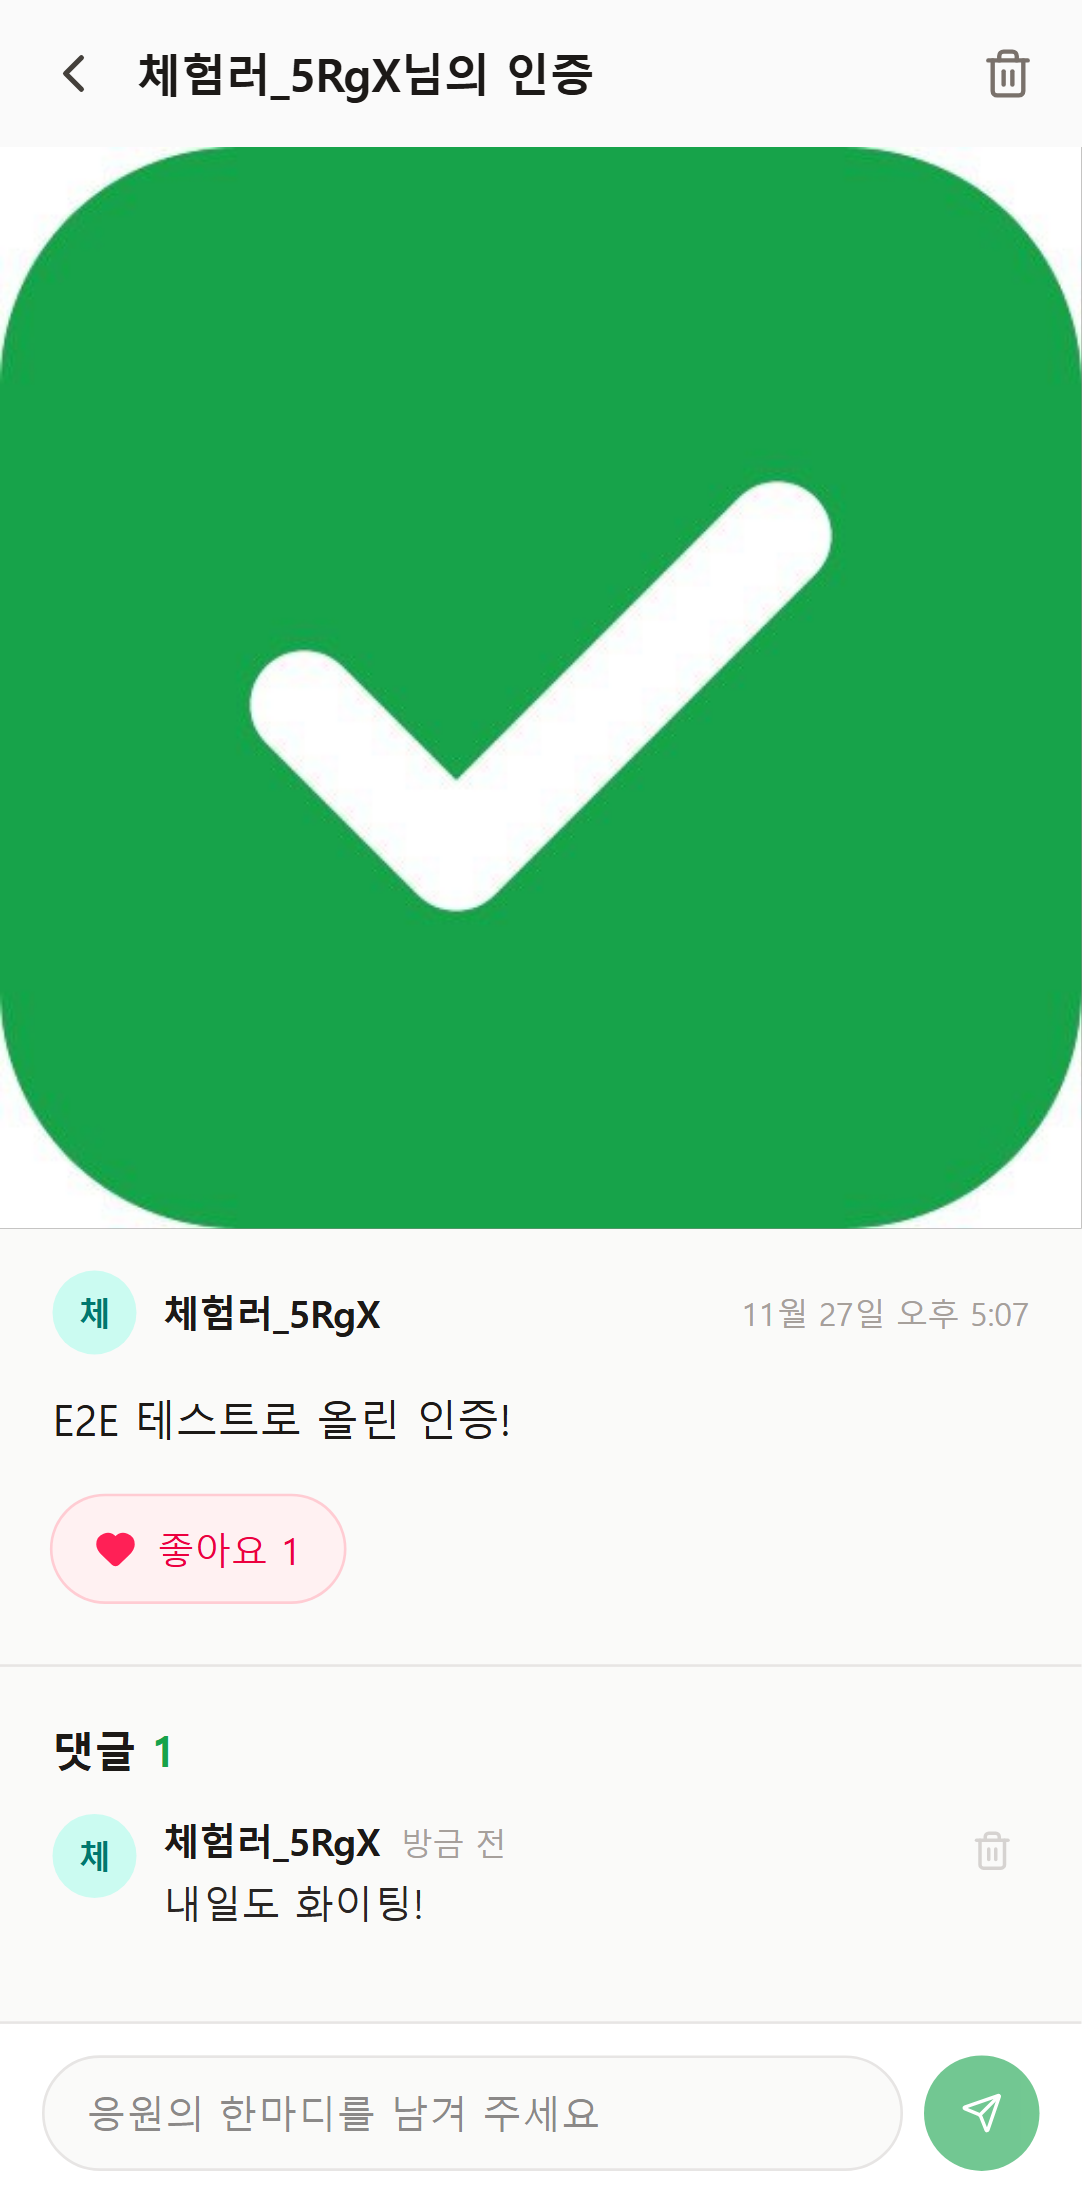 체험러_5RgX님의 인증
체 체험러_5RgX 11월 27일 오후 5:07
E2E 테스트로 올린 인증!
좋아요 1
댓글 1
체 체험러_5RgX 방금 전
내일도 화이팅!
응원의 한마디를 남겨 주세요